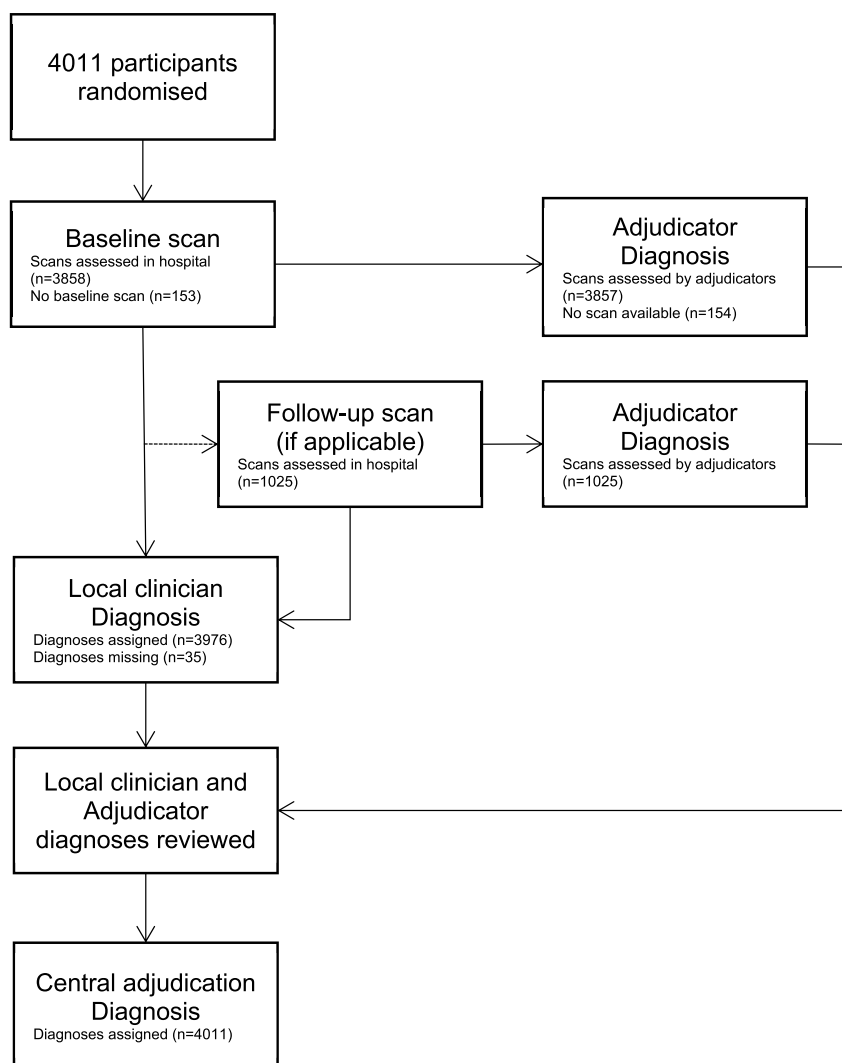 4011 participants
randomised
Baseline scan
Scans assessed in hospital
(n=3858)
No baseline scan (n=153)
Adjudicator
Diagnosis
Scans assessed by adjudicators
(n=3857)
No scan available (n=154)
Follow-up scan
(if applicable)
Scans assessed in hospital
(n=1025)
Adjudicator
Diagnosis
Scans assessed by adjudicators
(n=1025)
Local clinician
Diagnosis
Diagnoses assigned (n=3976)
Diagnoses missing (n=35)
Local clinician and
Adjudicator
diagnoses reviewed
Central adjudication
Diagnosis
Diagnoses assigned (n=4011)